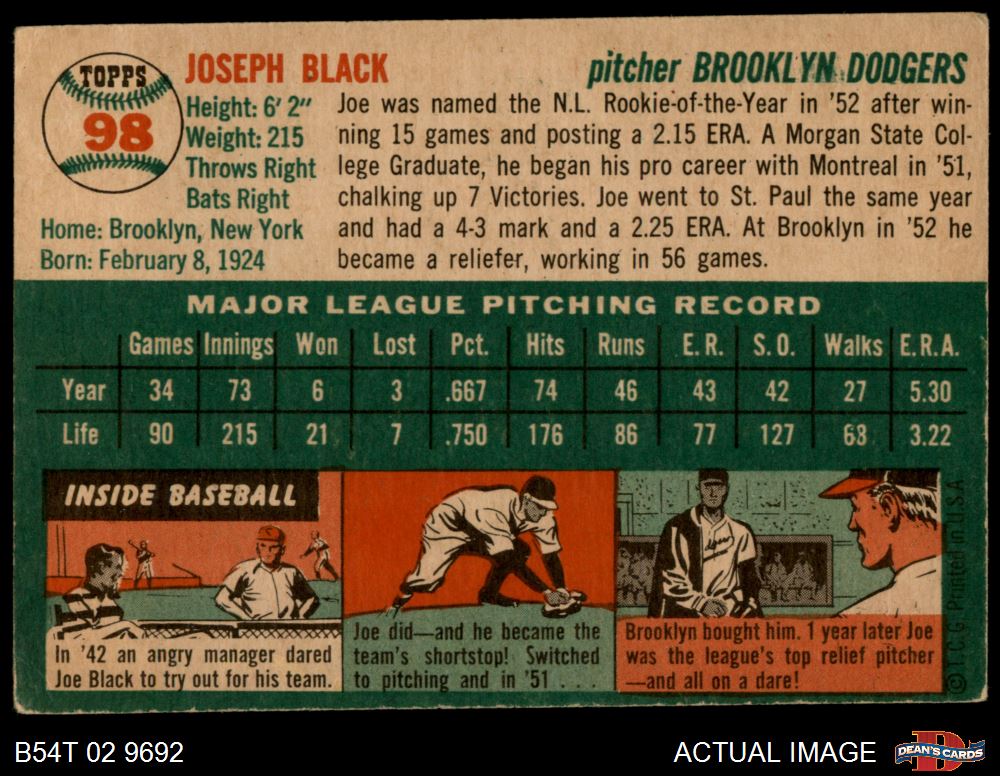 TOPPS
98
JOSEPH BLACK
Height: 6' 2"
Weight: 215
Throws Right
Bats Right
Home: Brooklyn, New York
Born: February 8, 1924
pitcher BROOKLYN DODGERS
Joe was named the N.L. Rookie-of-the-Year in '52 after win-
ning 15 games and posting a 2.15 ERA. A Morgan State Col-
lege Graduate, he began his pro career with Montreal in '51,
chalking up 7 Victories. Joe went to St. Paul the same year
and had a 4-3 mark and a 2.25 ERA. At Brooklyn in '52 he
became a reliefer, working in 56 games.
MAJOR LEAGUE PITCHING RECORD
Games Innings Won Lost Pct. Hits Runs E.R. S.O. Walks E.R.A.
Year 34 73 6 3 .667 74 46 43 42 27 5.30
Life 90 215 21 7 .750 176 86 77 127 68 3.22
INSIDE BASEBALL
In '42 an angry manager dared
Joe Black to try out for his team.
Joe did—and he became the
team's shortstop! Switched
to pitching and in '51 . . .
Dodgers
Brooklyn bought him. 1 year later Joe
was the league's top relief pitcher
—and all on a dare!
© T.C.G. Printed in U.S.A.
B54T 02 9692
ACTUAL IMAGE
D
DEAN'S CARDS